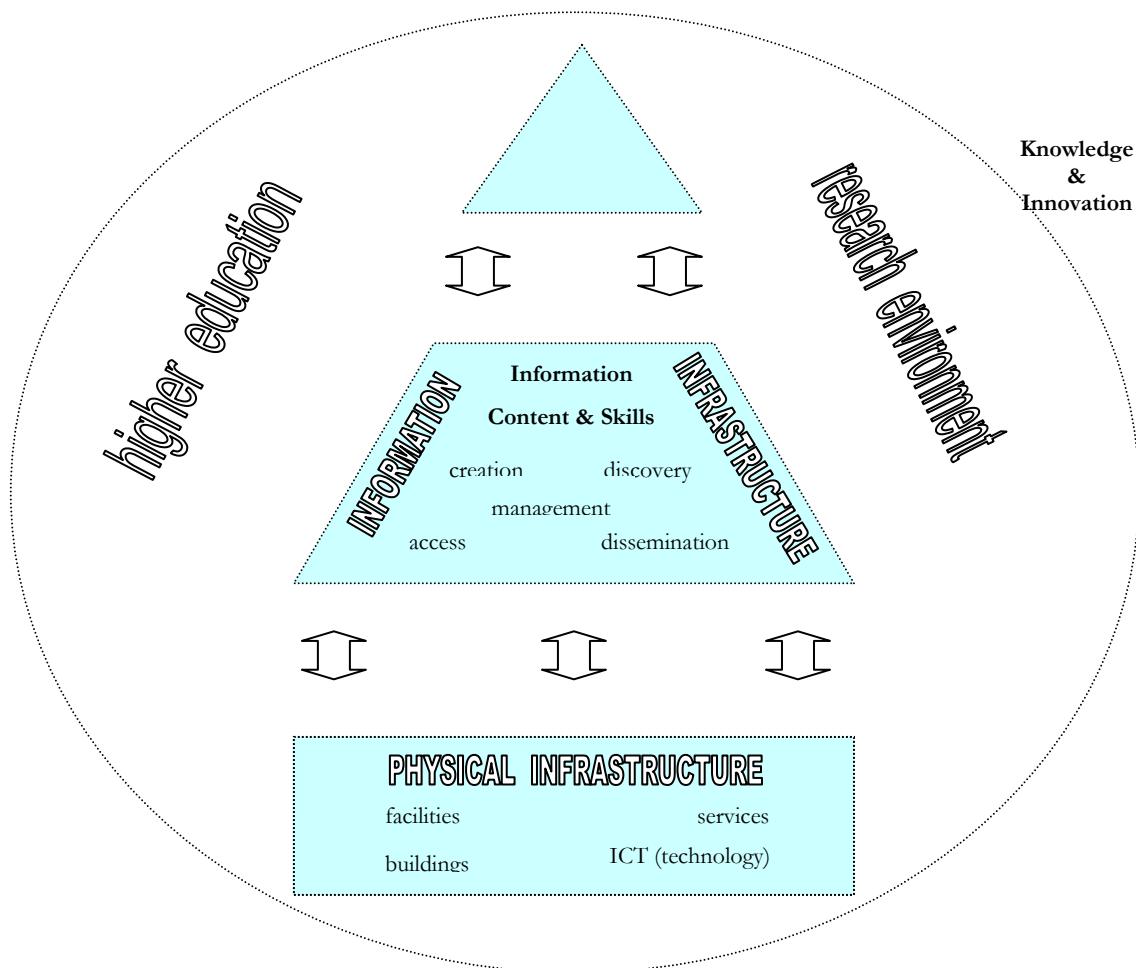 Knowledge
&
Innovation
higher education
research environment
Information
Content & Skills
INFORMATION
INFRASTRUCTURE
creation discovery
management
access dissemination
PHYSICAL INFRASTRUCTURE
facilities services
buildings ICT (technology)